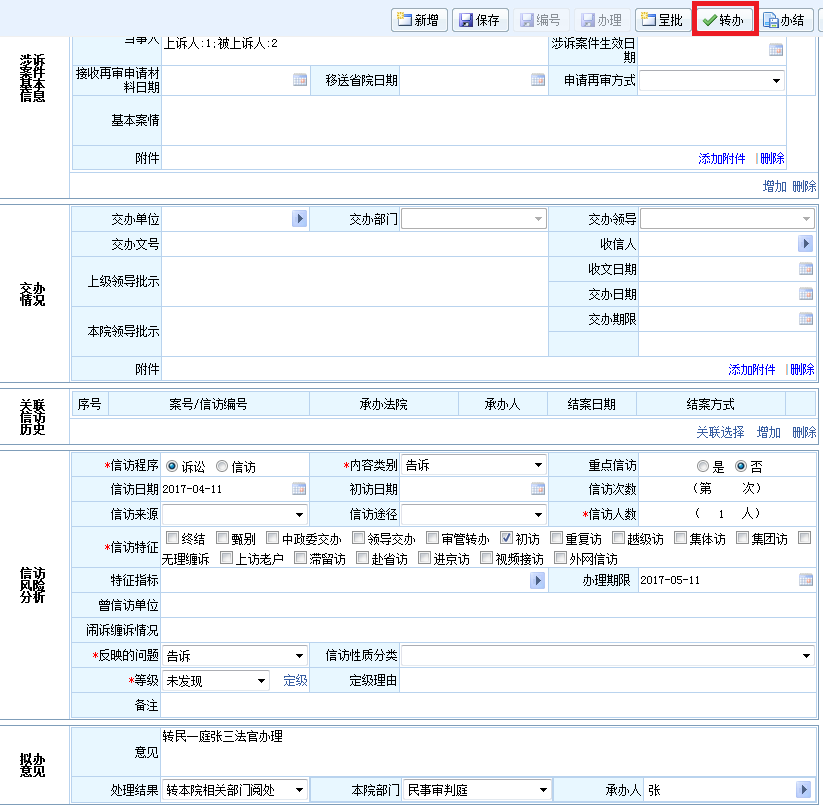 新增 保存 编号 办理 呈批 转办 办结
涉诉案件基本信息
当事人 上诉人:1;被上诉人:2 涉诉案件生效日期
接收再审申请材料日期 移送省院日期 申请再审方式
基本案情
附件 添加附件 |删除
增加 删除
交办情况
交办单位 交办部门 交办领导
交办文号 收信人
上级领导批示 收文日期
交办日期
本院领导批示 交办期限
附件 添加附件 |删除
关联信访历史
序号 案号/信访编号 承办法院 承办人 结案日期 结案方式
关联选择 增加 删除
信访风险分析
*信访程序 诉讼 信访 *内容类别 告诉 重点信访 是 否
信访日期 2017-04-11 初访日期 信访次数 (第 次)
信访来源 信访途径 *信访人数 ( 1 人)
*信访特征 终结 甄别 中政委交办 领导交办 审管转办 初访 重复访 越级访 集体访 集团访
无理缠诉 上访老户 滞留访 赴省访 进京访 视频接访 外网信访
特征指标 办理期限 2017-05-11
曾信访单位
闹诉缠诉情况
*反映的问题 告诉 信访性质分类
*等级 未发现 定级 定级理由
备注
拟办意见
意见 转民一庭张三法官办理
处理结果 转本院相关部门阅处 本院部门 民事审判庭 承办人 张